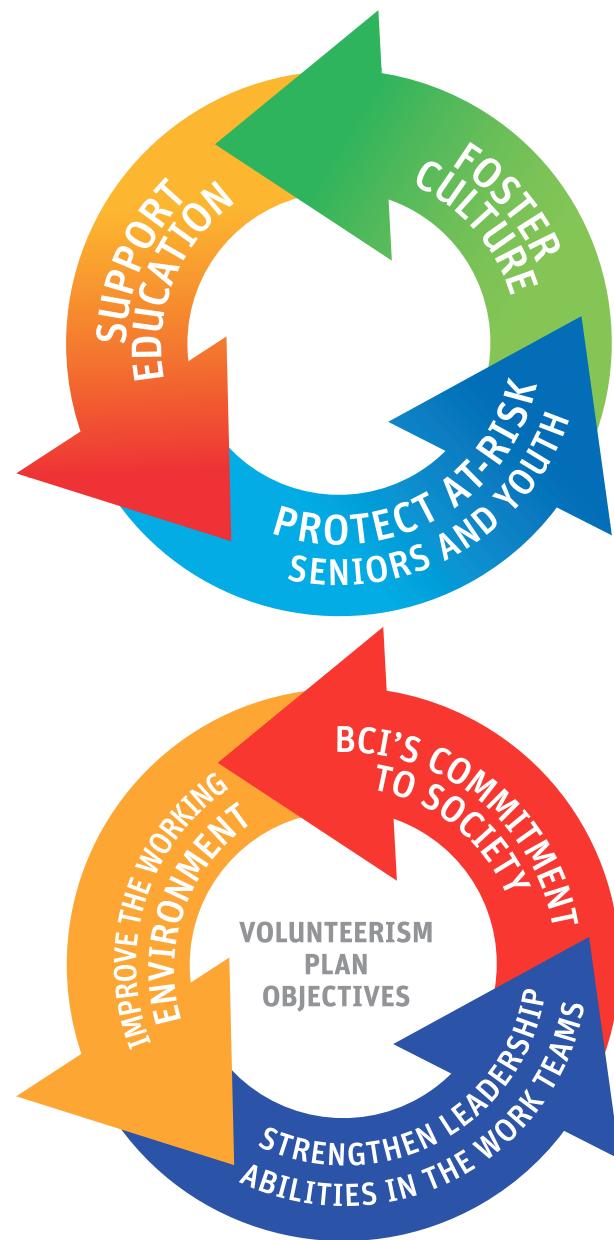 SUPPORT
EDUCATION
FOSTER
CULTURE
PROTECT AT-RISK
SENIORS AND YOUTH
BCI'S COMMITMENT
TO SOCIETY
IMPROVE THE WORKING
ENVIRONMENT
VOLUNTEERISM
PLAN
OBJECTIVES
STRENGTHEN LEADERSHIP
ABILITIES IN THE WORK TEAMS